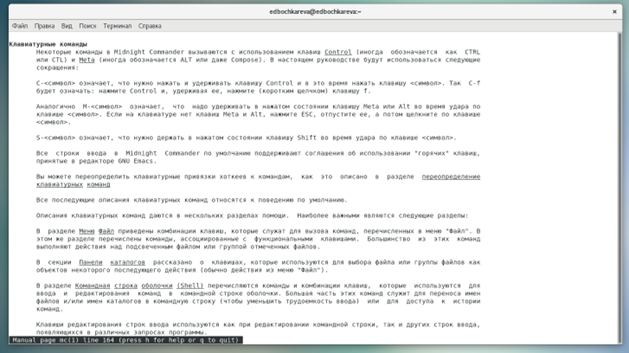 edbochkareva@edbochkareva:~
Файл Правка Вид Поиск Терминал Справка
Клавиатурные команды
Некоторые команды в Midnight Commander вызываются с использованием клавиш Control (иногда обозначается как CTRL
или CTL) и Meta (иногда обозначается ALT или даже Compose). В настоящем руководстве будут использоваться следующие
сокращения:
C-<символ> означает, что нужно нажать и удерживать клавишу Control и в это время нажать клавишу <символ>. Так C-f
будет означать: нажмите Control и, удерживая ее, нажмите (коротким щелчком) клавишу f.
Аналогично M-<символ> означает, что надо удерживать в нажатом состоянии клавишу Meta или Alt во время удара по
клавише <символ>. Если на клавиатуре нет клавиш Meta и Alt, нажмите ESC, отпустите ее, а потом щелкните по клавише
<символ>.
S-<символ> означает, что нужно держать в нажатом состоянии клавишу Shift во время удара по клавише <символ>.
Все строки ввода в Midnight Commander по умолчанию поддерживают соглашения об использовании "горячих" клавиш,
принятые в редакторе GNU Emacs.
Вы можете переопределить клавиатурные привязки хоткеев к командам, как это описано в разделе переопределение
клавиатурных команд
Все последующие описания клавиатурных команд относятся к поведению по умолчанию.
Описания клавиатурных команд даются в нескольких разделах помощи. Наиболее важными являются следующие разделы:
В разделе Меню Файл приведены комбинации клавиш, которые служат для вызова команд, перечисленных в меню "Файл". В
этом же разделе перечислены команды, ассоциированные с функциональными клавишами. Большинство из этих команд
выполняют действия над подсвеченным файлом или группой отмеченных файлов.
В секции Панели каталогов рассказано о клавишах, которые используются для выбора файла или группы файлов как
объектов некоторого последующего действия (обычно действия из меню "Файл").
В разделе Командная строка оболочки (Shell) перечисляются команды и комбинации клавиш, которые используются для
ввода и редактирования команд в командной строке оболочки. Большая часть этих команд служит для переноса имен
файлов и/или имен каталогов в командную строку (чтобы уменьшить трудоемкость ввода) или для доступа к истории
команд.
Клавиши редактирования строк ввода используются как при редактировании командной строки, так и других строк ввода,
появляющихся в различных запросах программы.
Manual page mc(1) line 164 (press h for help or q to quit)